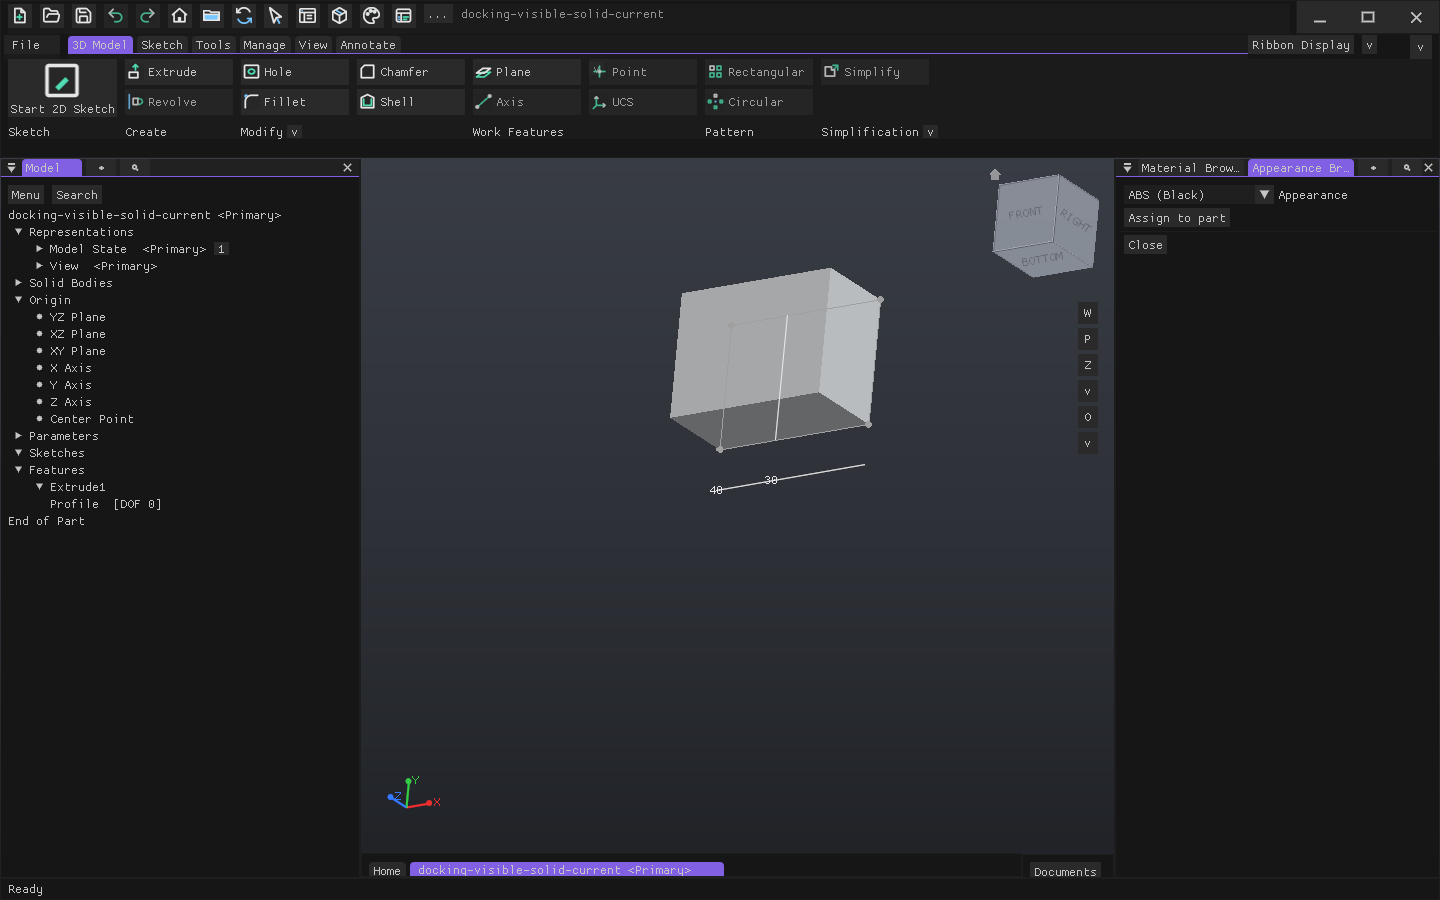 ... docking-visible-solid-current
File 3D Model Sketch Tools Manage View Annotate Ribbon Display v v
Start 2D Sketch
Extrude Hole Chamfer Plane Point Rectangular Simplify
Revolve Fillet Shell Axis UCS Circular
Sketch Create Modify v Work Features Pattern Simplification v
Model
Menu Search
docking-visible-solid-current <Primary>
Representations
Model State <Primary> 1
View <Primary>
Solid Bodies
Origin
YZ Plane
XZ Plane
XY Plane
X Axis
Y Axis
Z Axis
Center Point
Parameters
Sketches
Features
Extrude1
Profile [DOF 0]
End of Part
FRONT
RIGHT
BOTTOM
W
P
Z
v
O
v
30
40
Y
Z
X
Material Brow… Appearance Br…
ABS (Black) Appearance
Assign to part
Close
Home docking-visible-solid-current <Primary> Documents
Ready